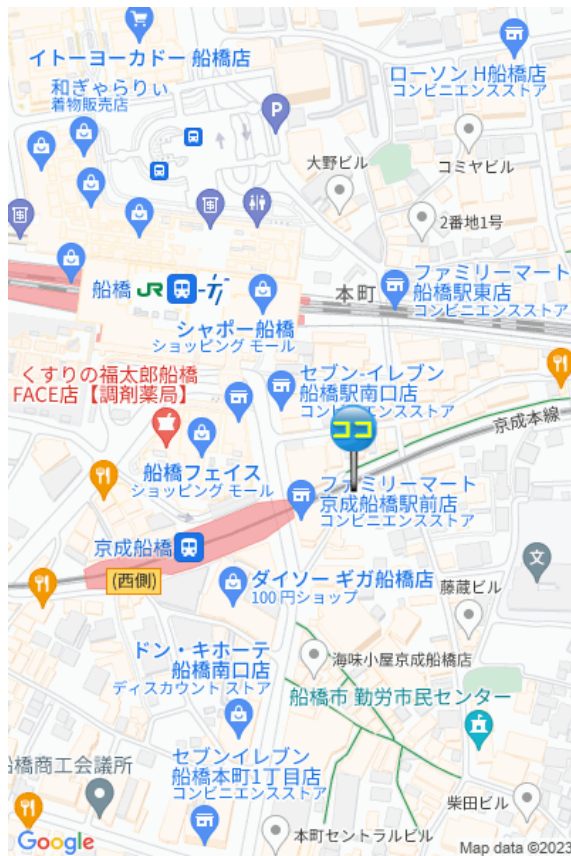 イトーヨーカドー 船橋店
和ぎゃらりぃ
着物販売店
ローソン H船橋店
コンビニエンスストア
P
大野ビル
コミヤビル
2番地1号
船橋 JR
本町
ファミリーマート
船橋駅東店
コンビニエンスストア
シャポー船橋
ショッピング モール
くすりの福太郎船橋
FACE店【調剤薬局】
セブン-イレブン
船橋駅南口店
コンビニエンスストア
ココ
京成本線
船橋フェイス
ショッピング モール
ファミリーマート
京成船橋駅前店
コンビニエンスストア
京成船橋
(西側)
ダイソー ギガ船橋店
100 円ショップ
文
藤蔵ビル
ドン・キホーテ
船橋南口店
ディスカウント ストア
海味小屋京成船橋店
船橋市 勤労市民センター
船橋商工会議所
セブンイレブン
船橋本町1丁目店
コンビニエンスストア
柴田ビル
本町セントラルビル
Google
Map data ©2023